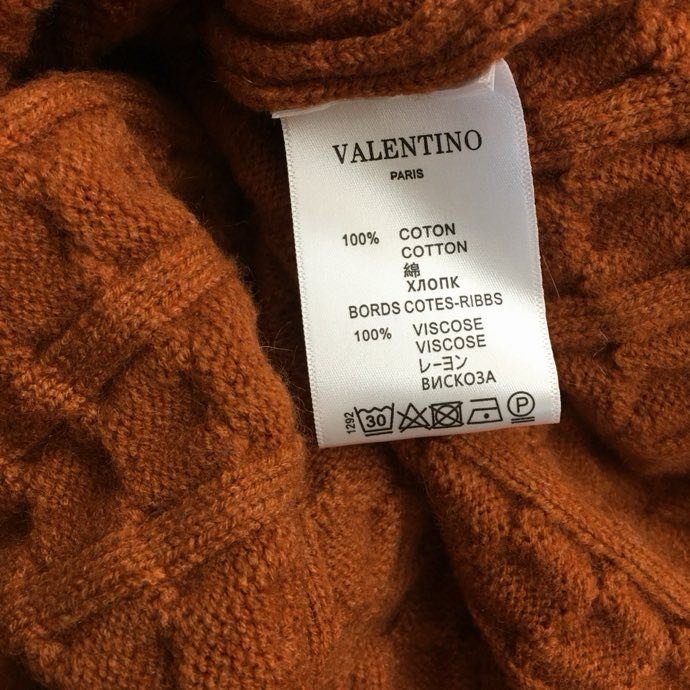 VALENTINO
PARIS
100% COTON
COTTON
綿
ХЛОПК
BORDS COTES-RIBBS
100% VISCOSE
VISCOSE
レーヨン
ВИСКОЗА
1292 30 P